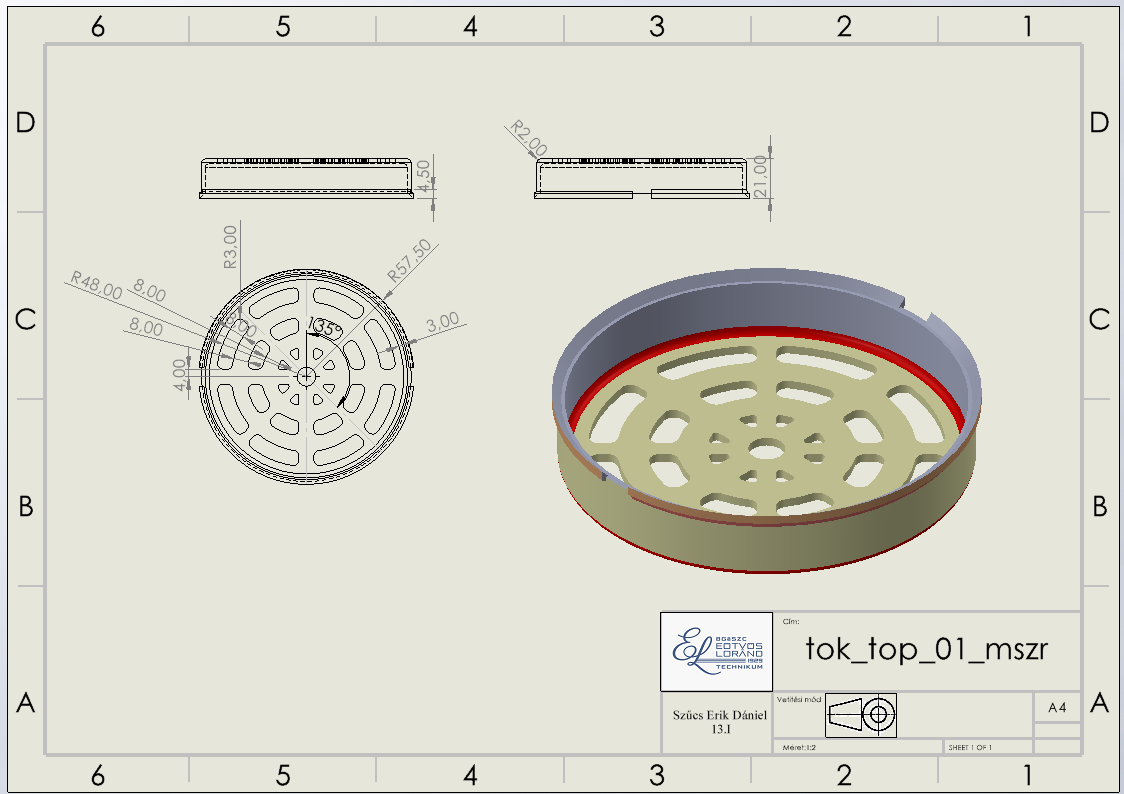 6 5 4 3 2 1
D D
R2,00
4,50
21,00
R3,00
R57,50
R48,00
8,00
8,00
8,00
135°
3,00
4,00
C C
B B
Cím:
BGéSZC
EÖTVÖS
LORÁND
1929
TECHNIKUM
tok_top_01_mszr
Vetítési mód
A4
A A
Szűcs Erik Dániel
13.I
Méret:1:2
SHEET 1 OF 1
6 5 4 3 2 1